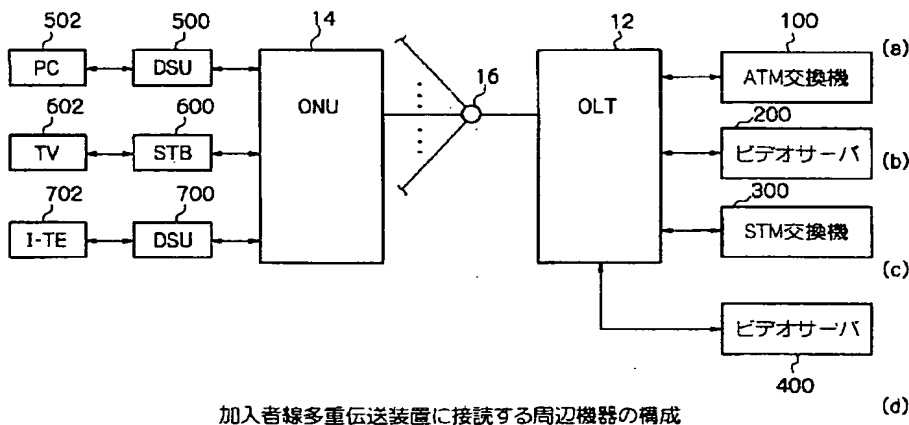 502 500 14 12 100
PC DSU ONU 16 OLT ATM交換機 (a)
602 600 200
TV STB ビデオサーバ (b)
702 700 300
I-TE DSU STM交換機 (c)
ビデオサーバ
400
加入者線多重伝送装置に接読する周辺機器の構成 (d)